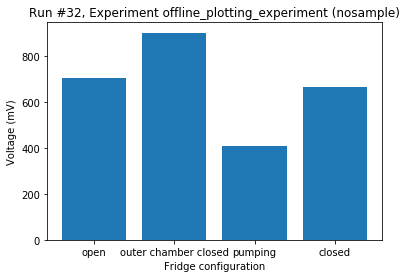 Run #32, Experiment offline_plotting_experiment (nosample)
Voltage (mV)
800
600
400
200
0
open
outer chamber closed
pumping
closed
Fridge configuration